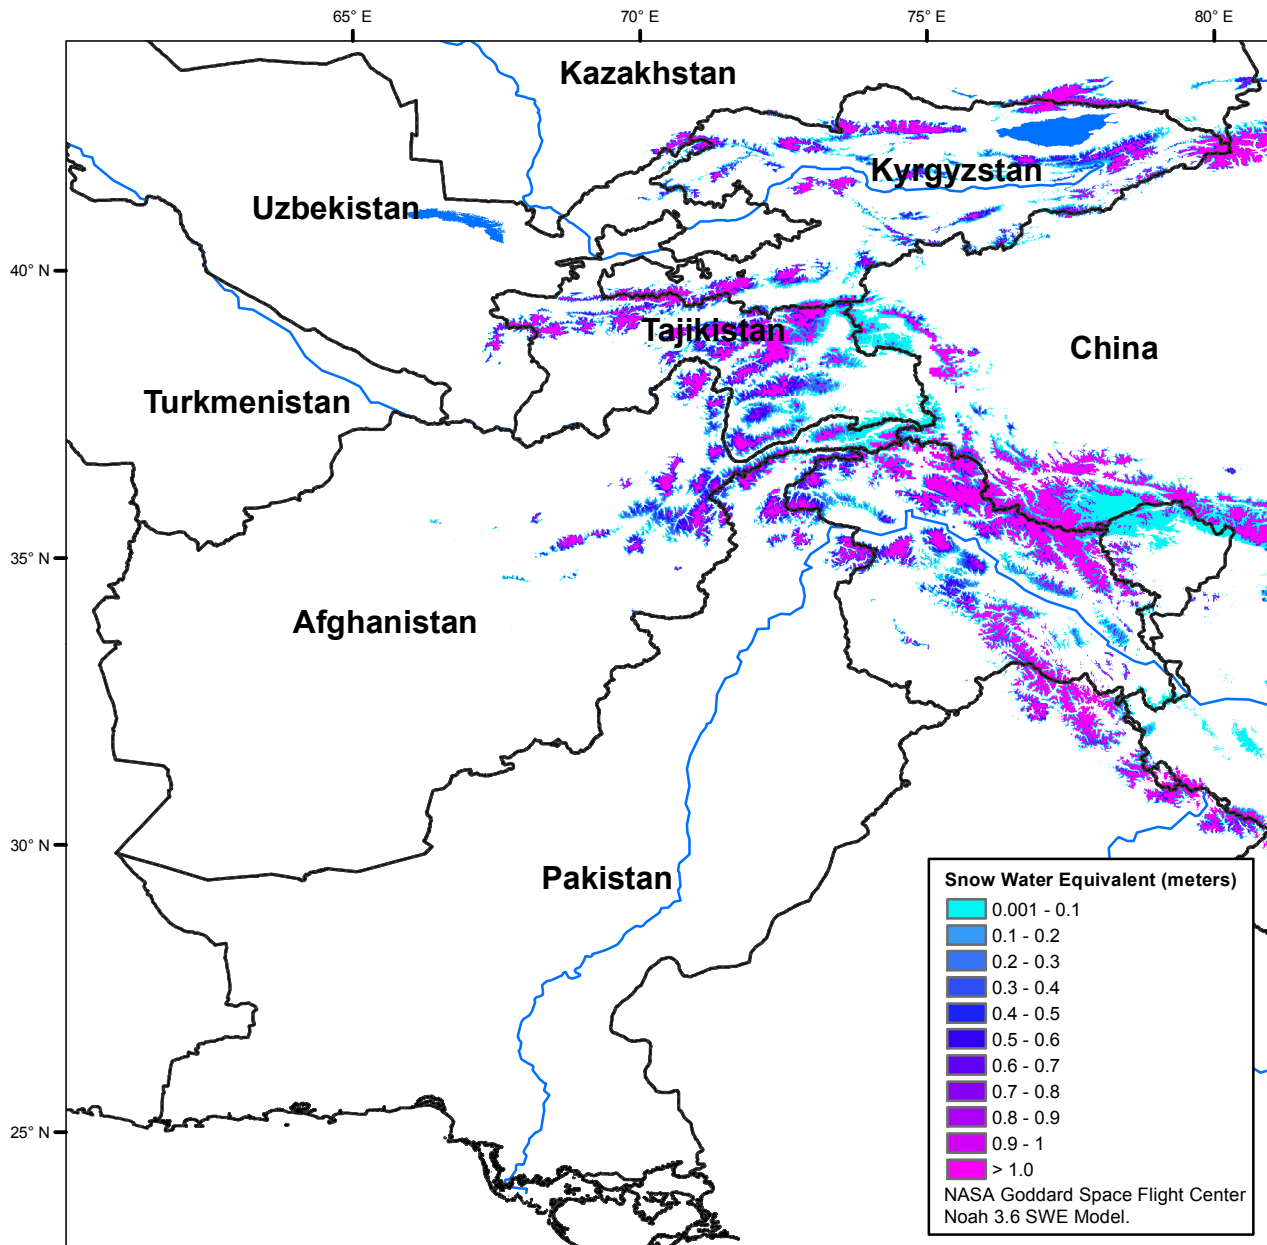 65° E
70° E
75° E
80° E
Kazakhstan
Kyrgyzstan
Uzbekistan
40° N
Tajikistan
China
Turkmenistan
35° N
Afghanistan
30° N
Pakistan
25° N
Snow Water Equivalent (meters)
0.001 - 0.1
0.1 - 0.2
0.2 - 0.3
0.3 - 0.4
0.4 - 0.5
0.5 - 0.6
0.6 - 0.7
0.7 - 0.8
0.8 - 0.9
0.9 - 1
> 1.0
NASA Goddard Space Flight Center
Noah 3.6 SWE Model.